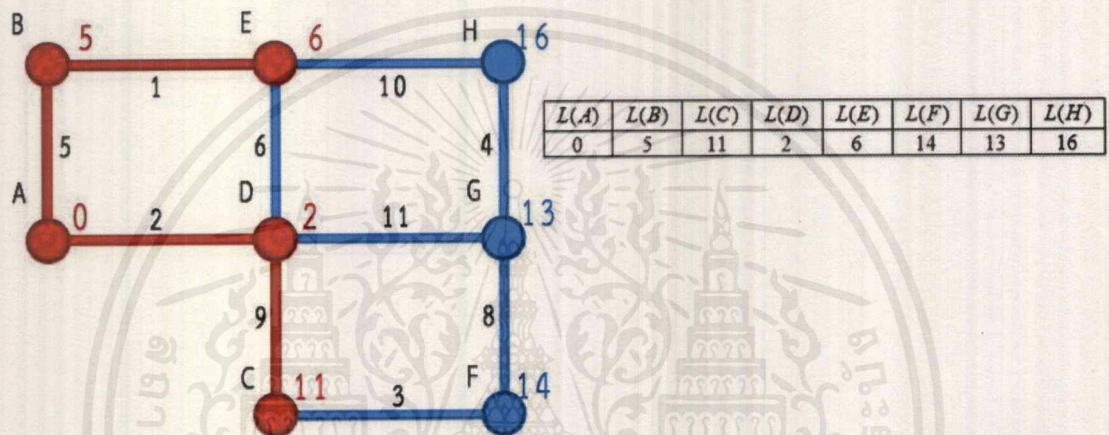 B 5 E 6 H 16
1 10
L(A) L(B) L(C) L(D) L(E) L(F) L(G) L(H)
0 5 11 2 6 14 13 16
5 6 4
A 0 D 2 G 13
2 11
9 8
C 11 F 14
3